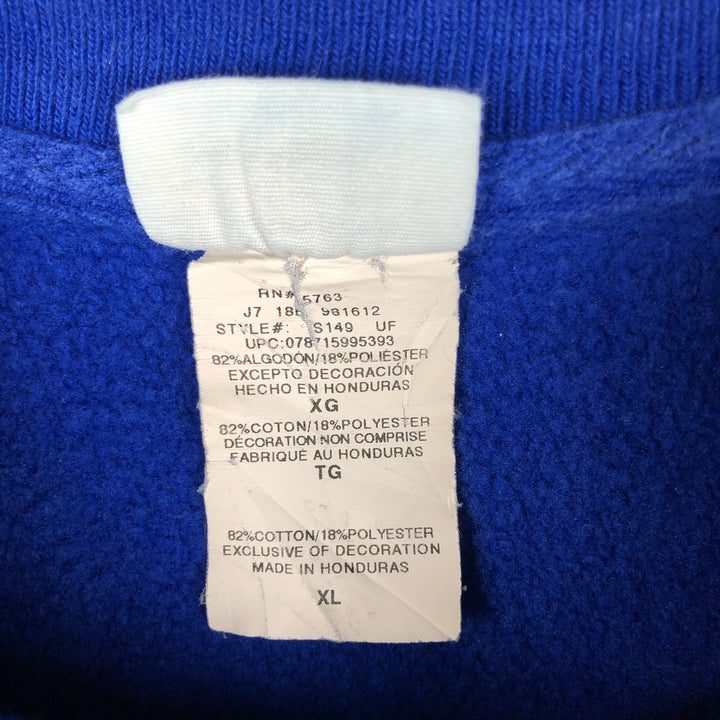 RN# 5763
J7 981612
STYLE#: S149 UF
UPC:078715995393
82%ALGODÓN/18%POLIÉSTER
EXCEPTO DECORACIÓN
HECHO EN HONDURAS
XG
82%COTON/18%POLYESTER
DÉCORATION NON COMPRISE
FABRIQUÉ AU HONDURAS
TG
82%COTTON/18%POLYESTER
EXCLUSIVE OF DECORATION
MADE IN HONDURAS
XL